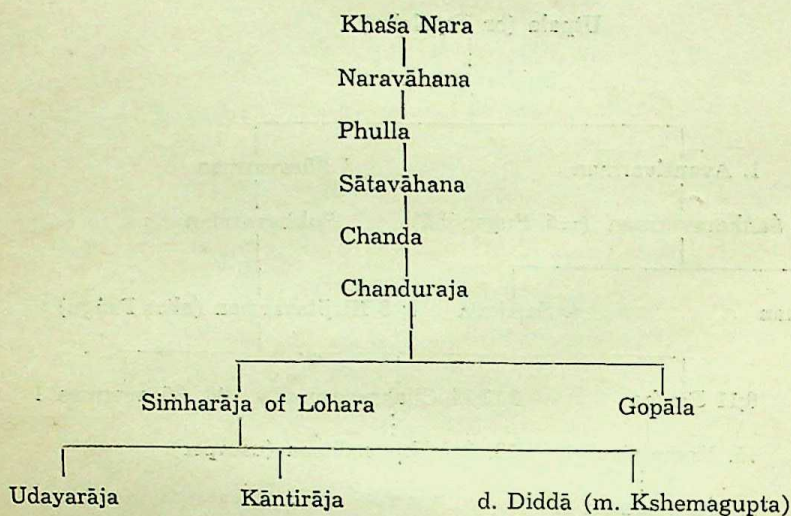 Khaśa Nara
Naravāhana
Phulla
Sātavāhana
Chanda
Chanduraja
Siṁharāja of Lohara Gopāla
Udayarāja Kāntirāja d. Diddā (m. Kshemagupta)